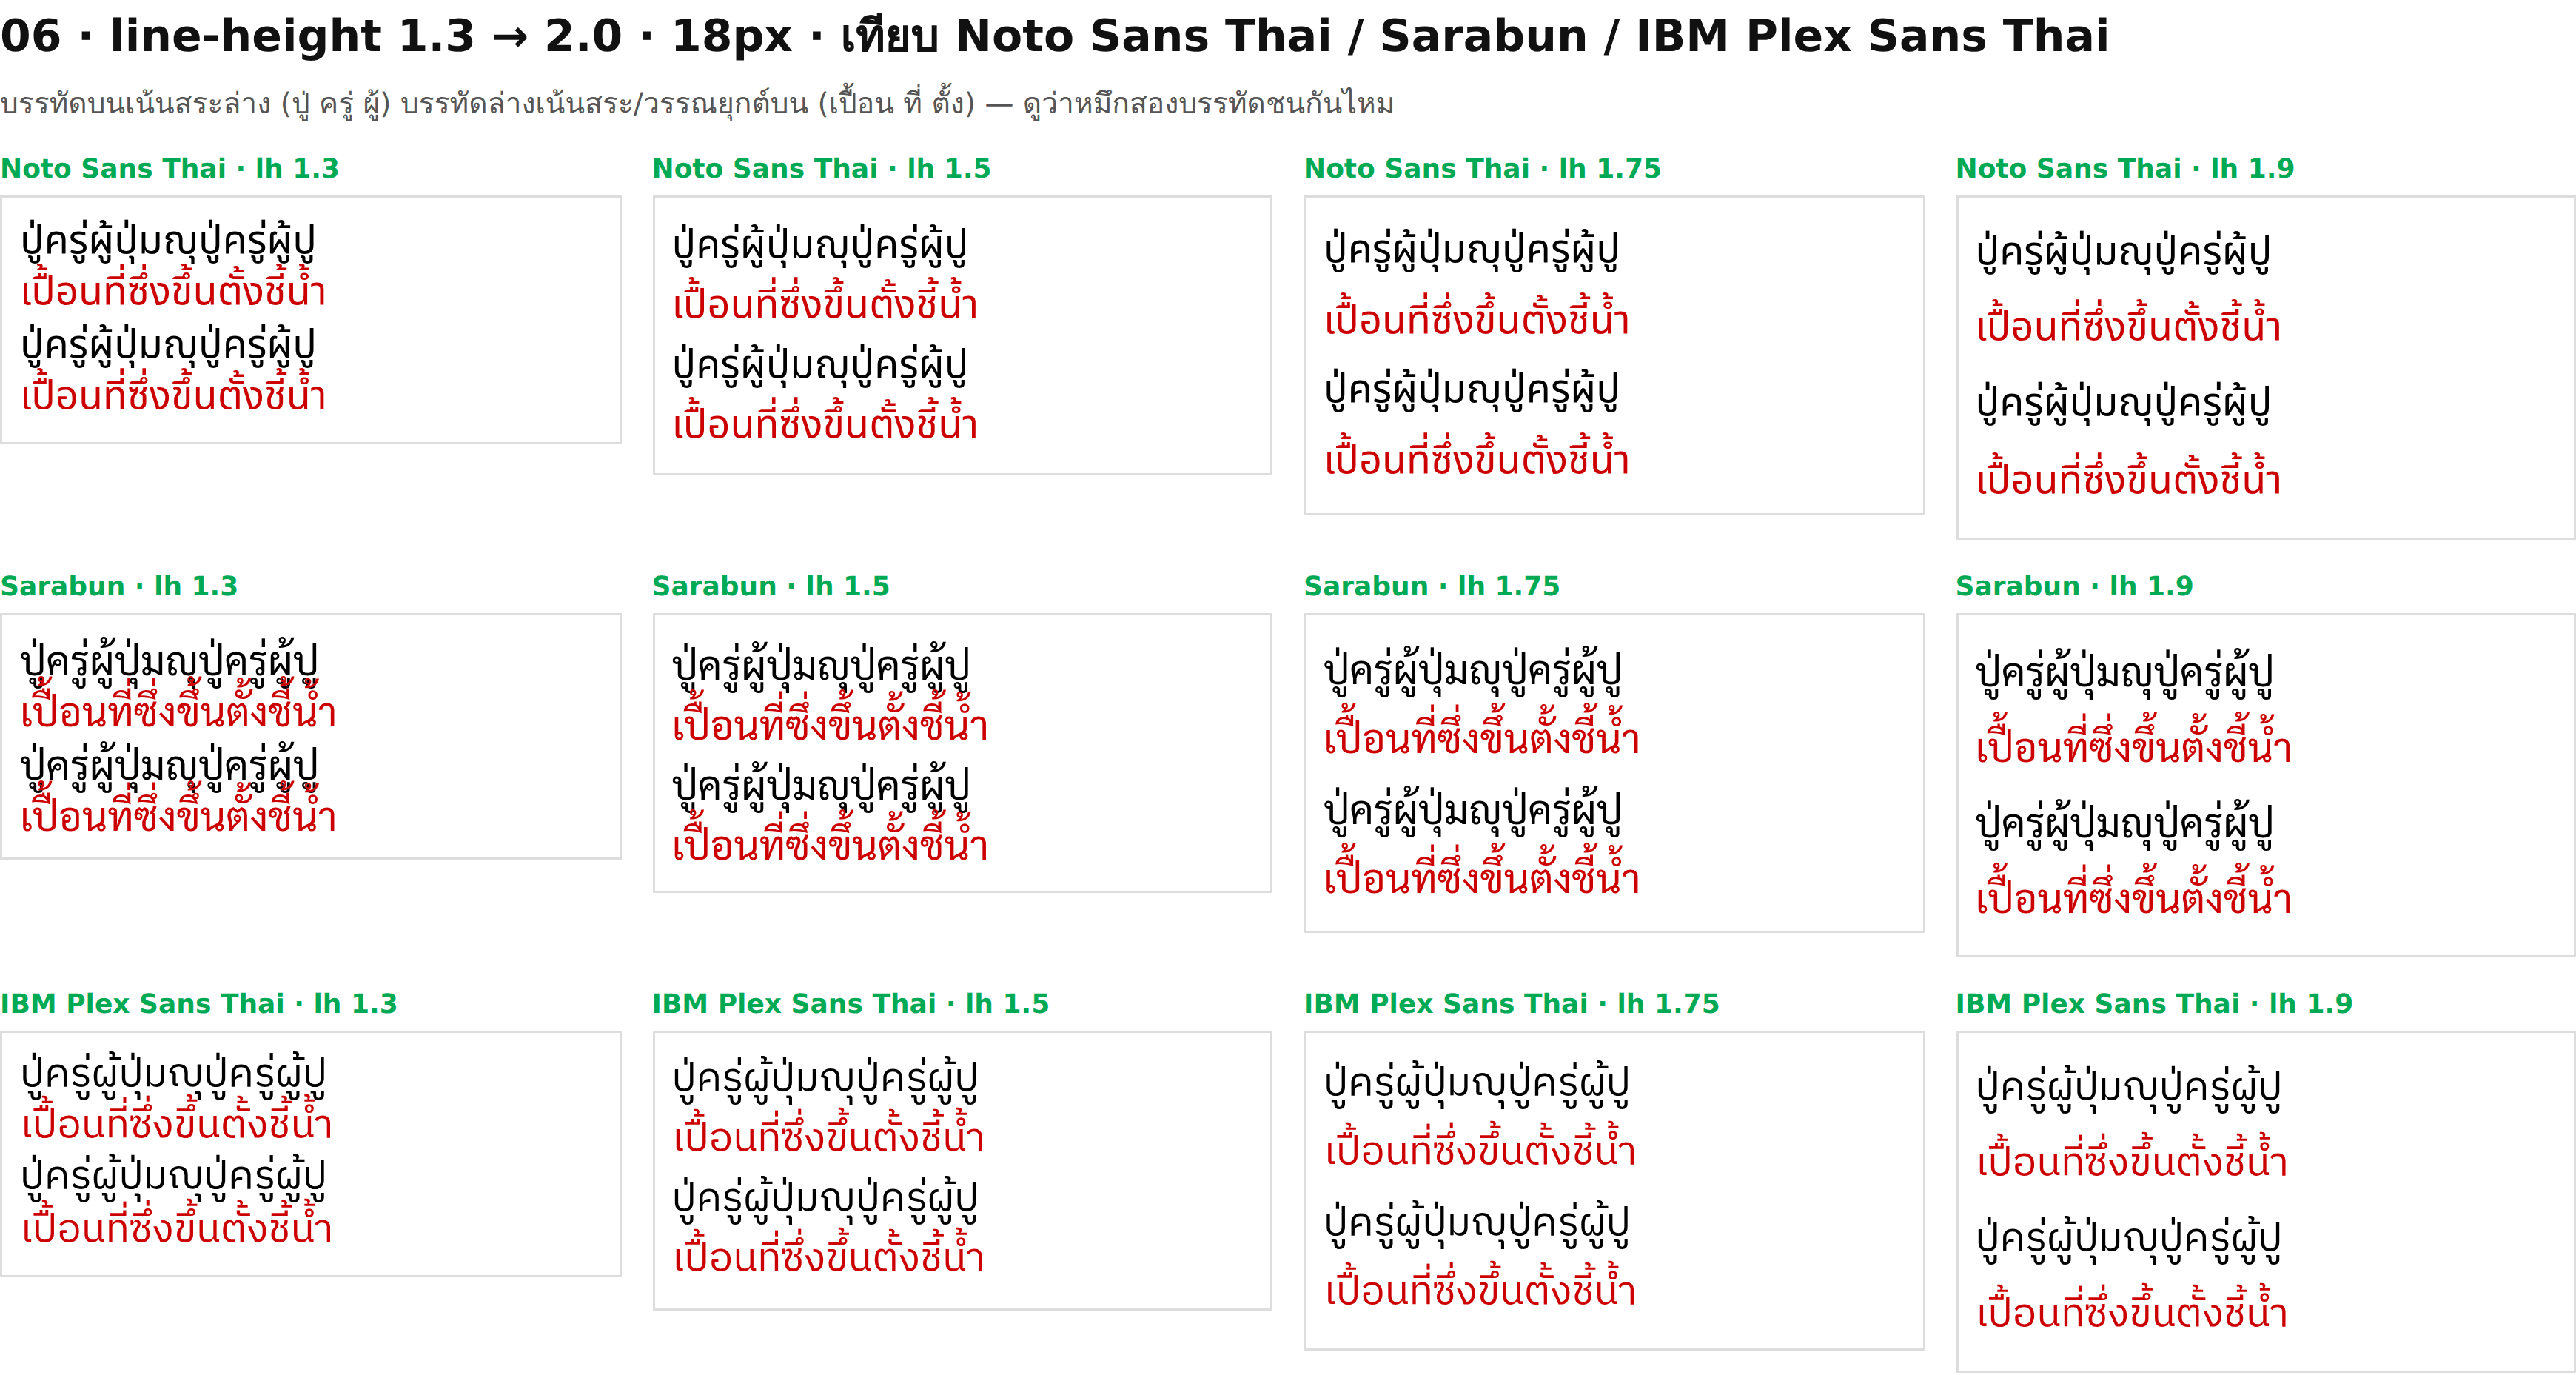 06 · line-height 1.3 → 2.0 · 18px · เทียบ Noto Sans Thai / Sarabun / IBM Plex Sans Thai
บรรทัดบนเน้นสระล่าง (ปู่ ครู่ ผู้) บรรทัดล่างเน้นสระ/วรรณยุกต์บน (เปื้อน ที่ ตั้ง) — ดูว่าหมึกสองบรรทัดชนกันไหม
Noto Sans Thai · lh 1.3
ปู่ครู่ผู้ปุ่มญุปู่ครู่ผู้ปู
เปื้อนที่ซึ่งขึ้นตั้งชี้น้ำ
ปู่ครู่ผู้ปุ่มญุปู่ครู่ผู้ปู
เปื้อนที่ซึ่งขึ้นตั้งชี้น้ำ
Noto Sans Thai · lh 1.5
ปู่ครู่ผู้ปุ่มญุปู่ครู่ผู้ปู
เปื้อนที่ซึ่งขึ้นตั้งชี้น้ำ
ปู่ครู่ผู้ปุ่มญุปู่ครู่ผู้ปู
เปื้อนที่ซึ่งขึ้นตั้งชี้น้ำ
Noto Sans Thai · lh 1.75
ปู่ครู่ผู้ปุ่มญุปู่ครู่ผู้ปู
เปื้อนที่ซึ่งขึ้นตั้งชี้น้ำ
ปู่ครู่ผู้ปุ่มญุปู่ครู่ผู้ปู
เปื้อนที่ซึ่งขึ้นตั้งชี้น้ำ
Noto Sans Thai · lh 1.9
ปู่ครู่ผู้ปุ่มญุปู่ครู่ผู้ปู
เปื้อนที่ซึ่งขึ้นตั้งชี้น้ำ
ปู่ครู่ผู้ปุ่มญุปู่ครู่ผู้ปู
เปื้อนที่ซึ่งขึ้นตั้งชี้น้ำ
Sarabun · lh 1.3
ปู่ครู่ผู้ปุ่มญุปู่ครู่ผู้ปู
เปื้อนที่ซึ่งขึ้นตั้งชี้น้ำ
ปู่ครู่ผู้ปุ่มญุปู่ครู่ผู้ปู
เปื้อนที่ซึ่งขึ้นตั้งชี้น้ำ
Sarabun · lh 1.5
ปู่ครู่ผู้ปุ่มญุปู่ครู่ผู้ปู
เปื้อนที่ซึ่งขึ้นตั้งชี้น้ำ
ปู่ครู่ผู้ปุ่มญุปู่ครู่ผู้ปู
เปื้อนที่ซึ่งขึ้นตั้งชี้น้ำ
Sarabun · lh 1.75
ปู่ครู่ผู้ปุ่มญุปู่ครู่ผู้ปู
เปื้อนที่ซึ่งขึ้นตั้งชี้น้ำ
ปู่ครู่ผู้ปุ่มญุปู่ครู่ผู้ปู
เปื้อนที่ซึ่งขึ้นตั้งชี้น้ำ
Sarabun · lh 1.9
ปู่ครู่ผู้ปุ่มญุปู่ครู่ผู้ปู
เปื้อนที่ซึ่งขึ้นตั้งชี้น้ำ
ปู่ครู่ผู้ปุ่มญุปู่ครู่ผู้ปู
เปื้อนที่ซึ่งขึ้นตั้งชี้น้ำ
IBM Plex Sans Thai · lh 1.3
ปู่ครู่ผู้ปุ่มญุปู่ครู่ผู้ปู
เปื้อนที่ซึ่งขึ้นตั้งชี้น้ำ
ปู่ครู่ผู้ปุ่มญุปู่ครู่ผู้ปู
เปื้อนที่ซึ่งขึ้นตั้งชี้น้ำ
IBM Plex Sans Thai · lh 1.5
ปู่ครู่ผู้ปุ่มญุปู่ครู่ผู้ปู
เปื้อนที่ซึ่งขึ้นตั้งชี้น้ำ
ปู่ครู่ผู้ปุ่มญุปู่ครู่ผู้ปู
เปื้อนที่ซึ่งขึ้นตั้งชี้น้ำ
IBM Plex Sans Thai · lh 1.75
ปู่ครู่ผู้ปุ่มญุปู่ครู่ผู้ปู
เปื้อนที่ซึ่งขึ้นตั้งชี้น้ำ
ปู่ครู่ผู้ปุ่มญุปู่ครู่ผู้ปู
เปื้อนที่ซึ่งขึ้นตั้งชี้น้ำ
IBM Plex Sans Thai · lh 1.9
ปู่ครู่ผู้ปุ่มญุปู่ครู่ผู้ปู
เปื้อนที่ซึ่งขึ้นตั้งชี้น้ำ
ปู่ครู่ผู้ปุ่มญุปู่ครู่ผู้ปู
เปื้อนที่ซึ่งขึ้นตั้งชี้น้ำ